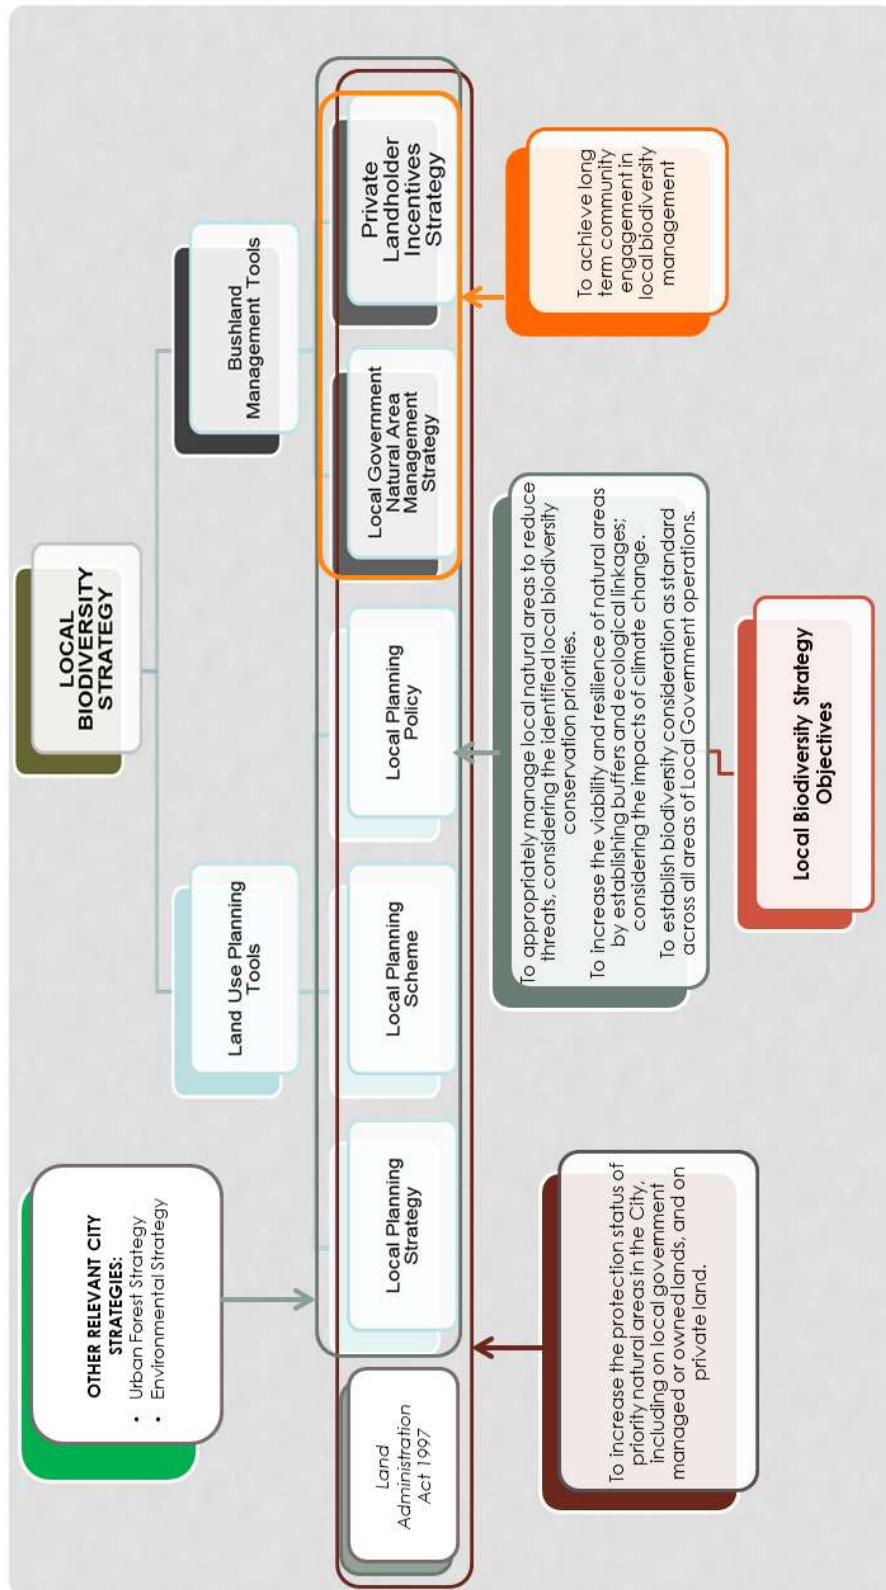 LOCAL
BIODIVERSITY
STRATEGY
OTHER RELEVANT CITY
STRATEGIES:
• Urban Forest Strategy
• Environmental Strategy
Land Use Planning
Tools
Bushland
Management Tools
Land
Administration
Act 1997
Local Planning
Strategy
Local Planning
Scheme
Local Planning
Policy
Local Government
Natural Area
Management
Strategy
Private
Landholder
Incentives
Strategy
To increase the protection status of
priority natural areas in the City,
including on local government
managed or owned lands, and on
private land.
To appropriately manage local natural areas to reduce
threats, considering the identified local biodiversity
conservation priorities.
To increase the viability and resilience of natural areas
by establishing buffers and ecological linkages;
considering the impacts of climate change.
To establish biodiversity consideration as standard
across all areas of Local Government operations.
To achieve long
term community
engagement in
local biodiversity
management
Local Biodiversity Strategy
Objectives